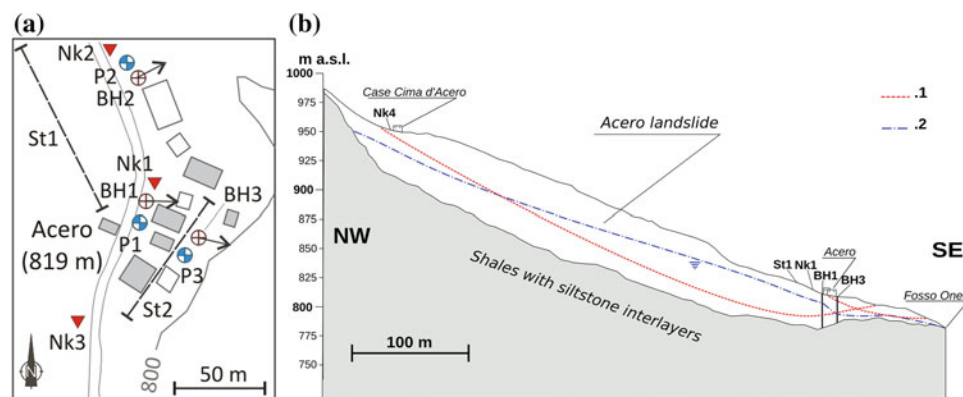 (a)
Nk2
P2
BH2
St1
Nk1
BH1
BH3
Acero
(819 m)
P1
P3
St2
Nk3
N
800
50 m
(b)
m a.s.l.
1000
975
950
925
900
875
850
825
800
775
750
Case Cima d'Acero
Nk4
Acero landslide
.1
.2
NW
SE
Acero
St1
Nk1
BH1
BH3
Fosso One
Shales with siltstone interlayers
100 m